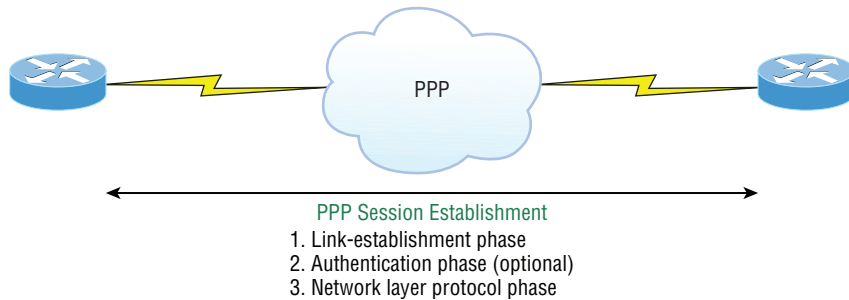 PPP
PPP Session Establishment
1. Link-establishment phase
2. Authentication phase (optional)
3. Network layer protocol phase